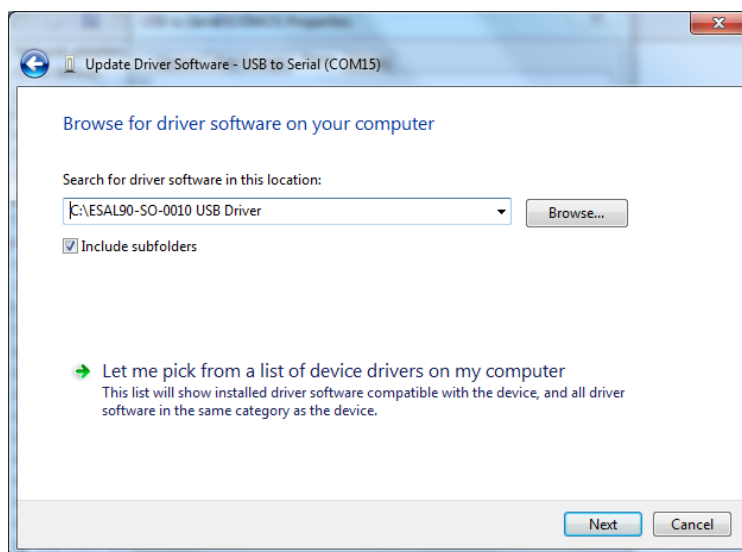 Update Driver Software - USB to Serial (COM15)
Browse for driver software on your computer
Search for driver software in this location:
C:\ESAL90-SO-0010 USB Driver
Browse...
Include subfolders
Let me pick from a list of device drivers on my computer
This list will show installed driver software compatible with the device, and all driver
software in the same category as the device.
Next
Cancel